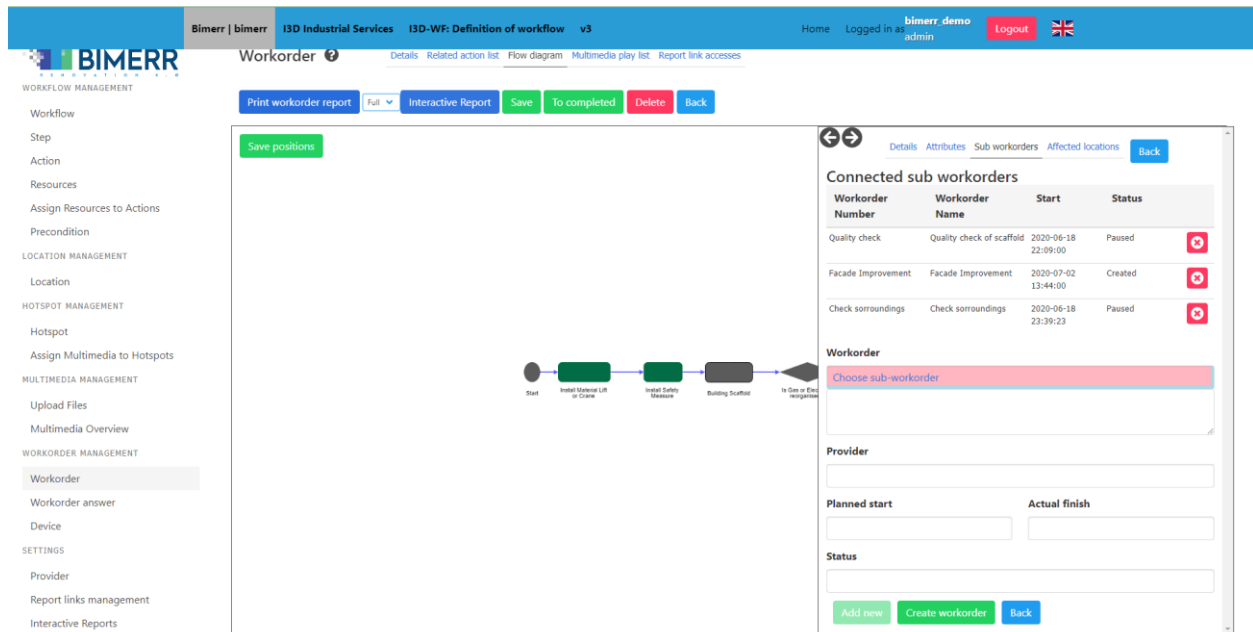 Bimerr | bimerr I3D Industrial Services I3D-WF: Definition of workflow v3
Home Logged in as bimerr_demo admin Logout
BIMERR
RENOVATION 4.0
WORKFLOW MANAGEMENT
Workflow
Step
Action
Resources
Assign Resources to Actions
Precondition
LOCATION MANAGEMENT
Location
HOTSPOT MANAGEMENT
Hotspot
Assign Multimedia to Hotspots
MULTIMEDIA MANAGEMENT
Upload Files
Multimedia Overview
WORKORDER MANAGEMENT
Workorder
Workorder answer
Device
SETTINGS
Provider
Report links management
Interactive Reports
Workorder ?
Details Related action list Flow diagram Multimedia play list Report link accesses
Print workorder report Full Interactive Report Save To completed Delete Back
Save positions
Start
Install Material Lift
or Crane
Install Safety
Measure
Building Scaffold
Is Gas or Elec
reorganise
Details Attributes Sub workorders Affected locations Back
Connected sub workorders
Workorder Number Workorder Name Start Status
Quality check Quality check of scaffold 2020-06-18 22:09:00 Paused
Facade Improvement Facade Improvement 2020-07-02 13:44:00 Created
Check sorroundings Check sorroundings 2020-06-18 23:39:23 Paused
Workorder
Choose sub-workorder
Provider
Planned start Actual finish
Status
Add new Create workorder Back